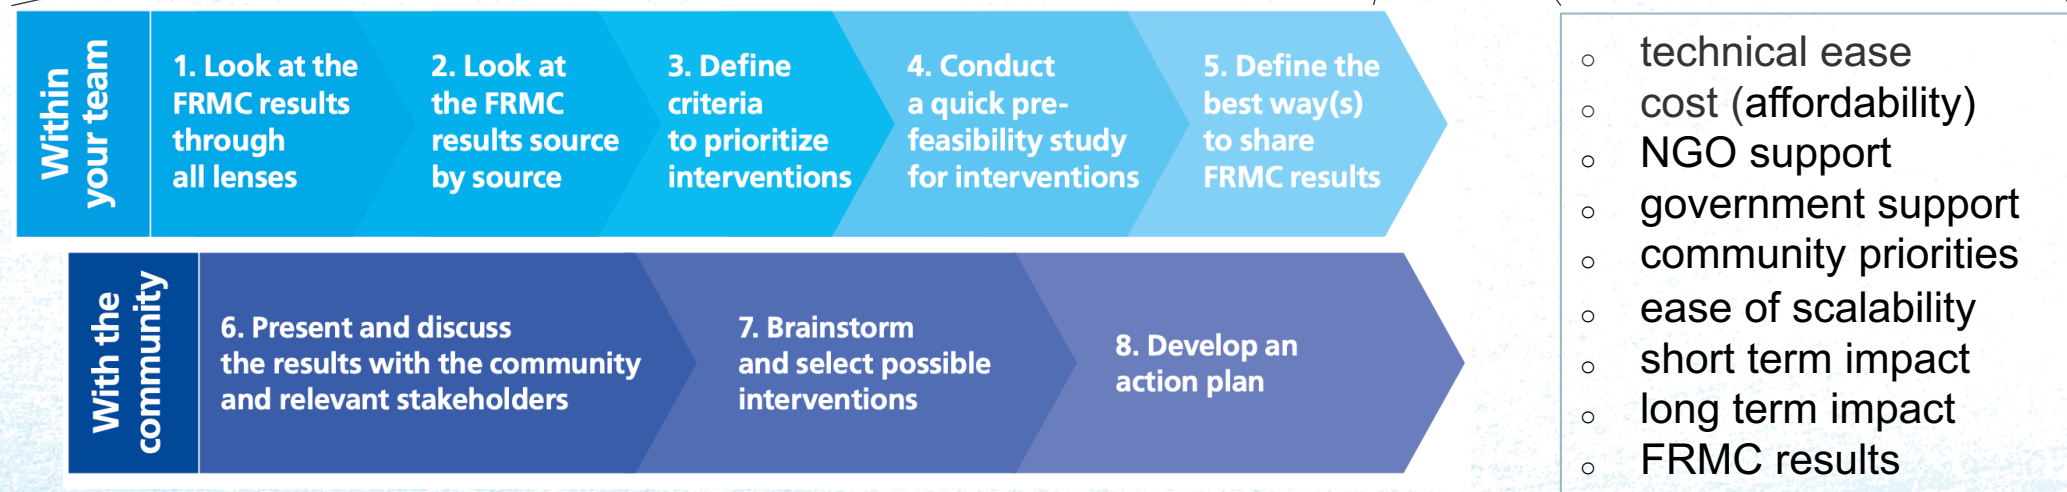 Within
your team
1. Look at the
FRMC results
through
all lenses
2. Look at
the FRMC
results source
by source
3. Define
criteria
to prioritize
interventions
4. Conduct
a quick pre-
feasibility study
for interventions
5. Define the
best way(s)
to share
FRMC results
With the
community
6. Present and discuss
the results with the community
and relevant stakeholders
7. Brainstorm
and select possible
interventions
8. Develop an
action plan
technical ease
cost (affordability)
NGO support
government support
community priorities
ease of scalability
short term impact
long term impact
FRMC results